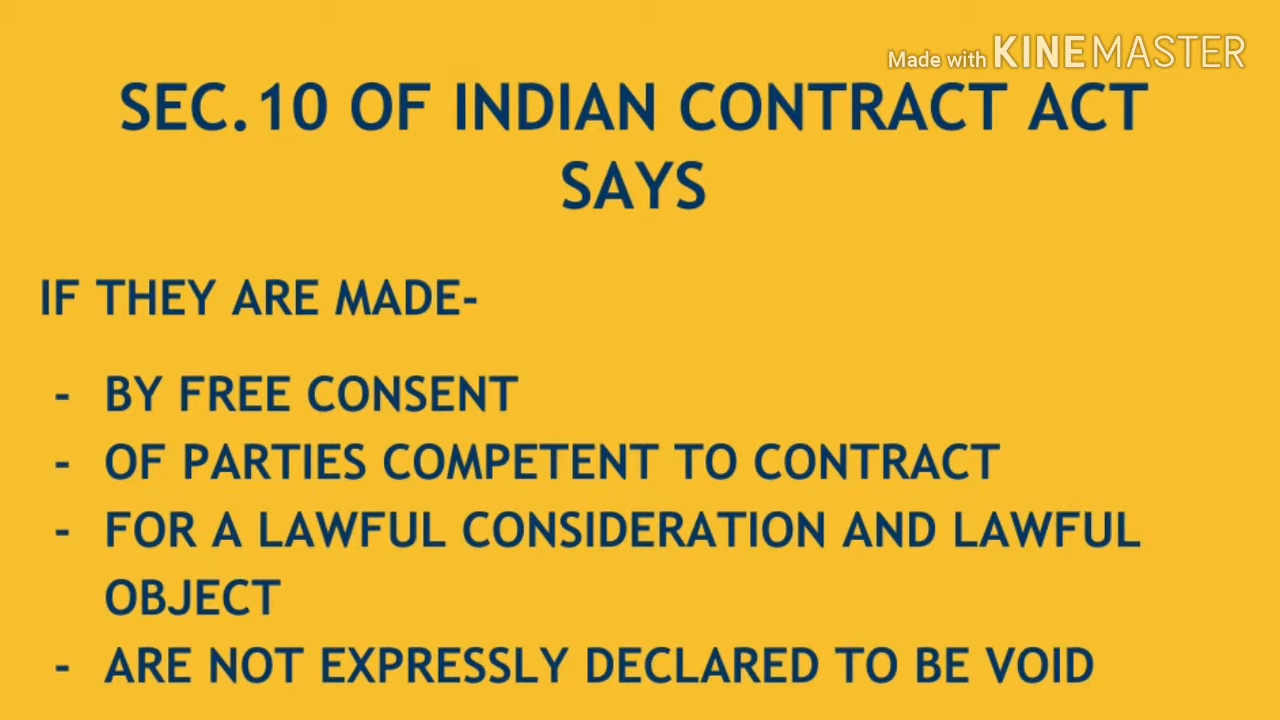 Made with KINEMASTER
SEC.10 OF INDIAN CONTRACT ACT
SAYS
IF THEY ARE MADE-
- BY FREE CONSENT
- OF PARTIES COMPETENT TO CONTRACT
- FOR A LAWFUL CONSIDERATION AND LAWFUL
OBJECT
- ARE NOT EXPRESSLY DECLARED TO BE VOID